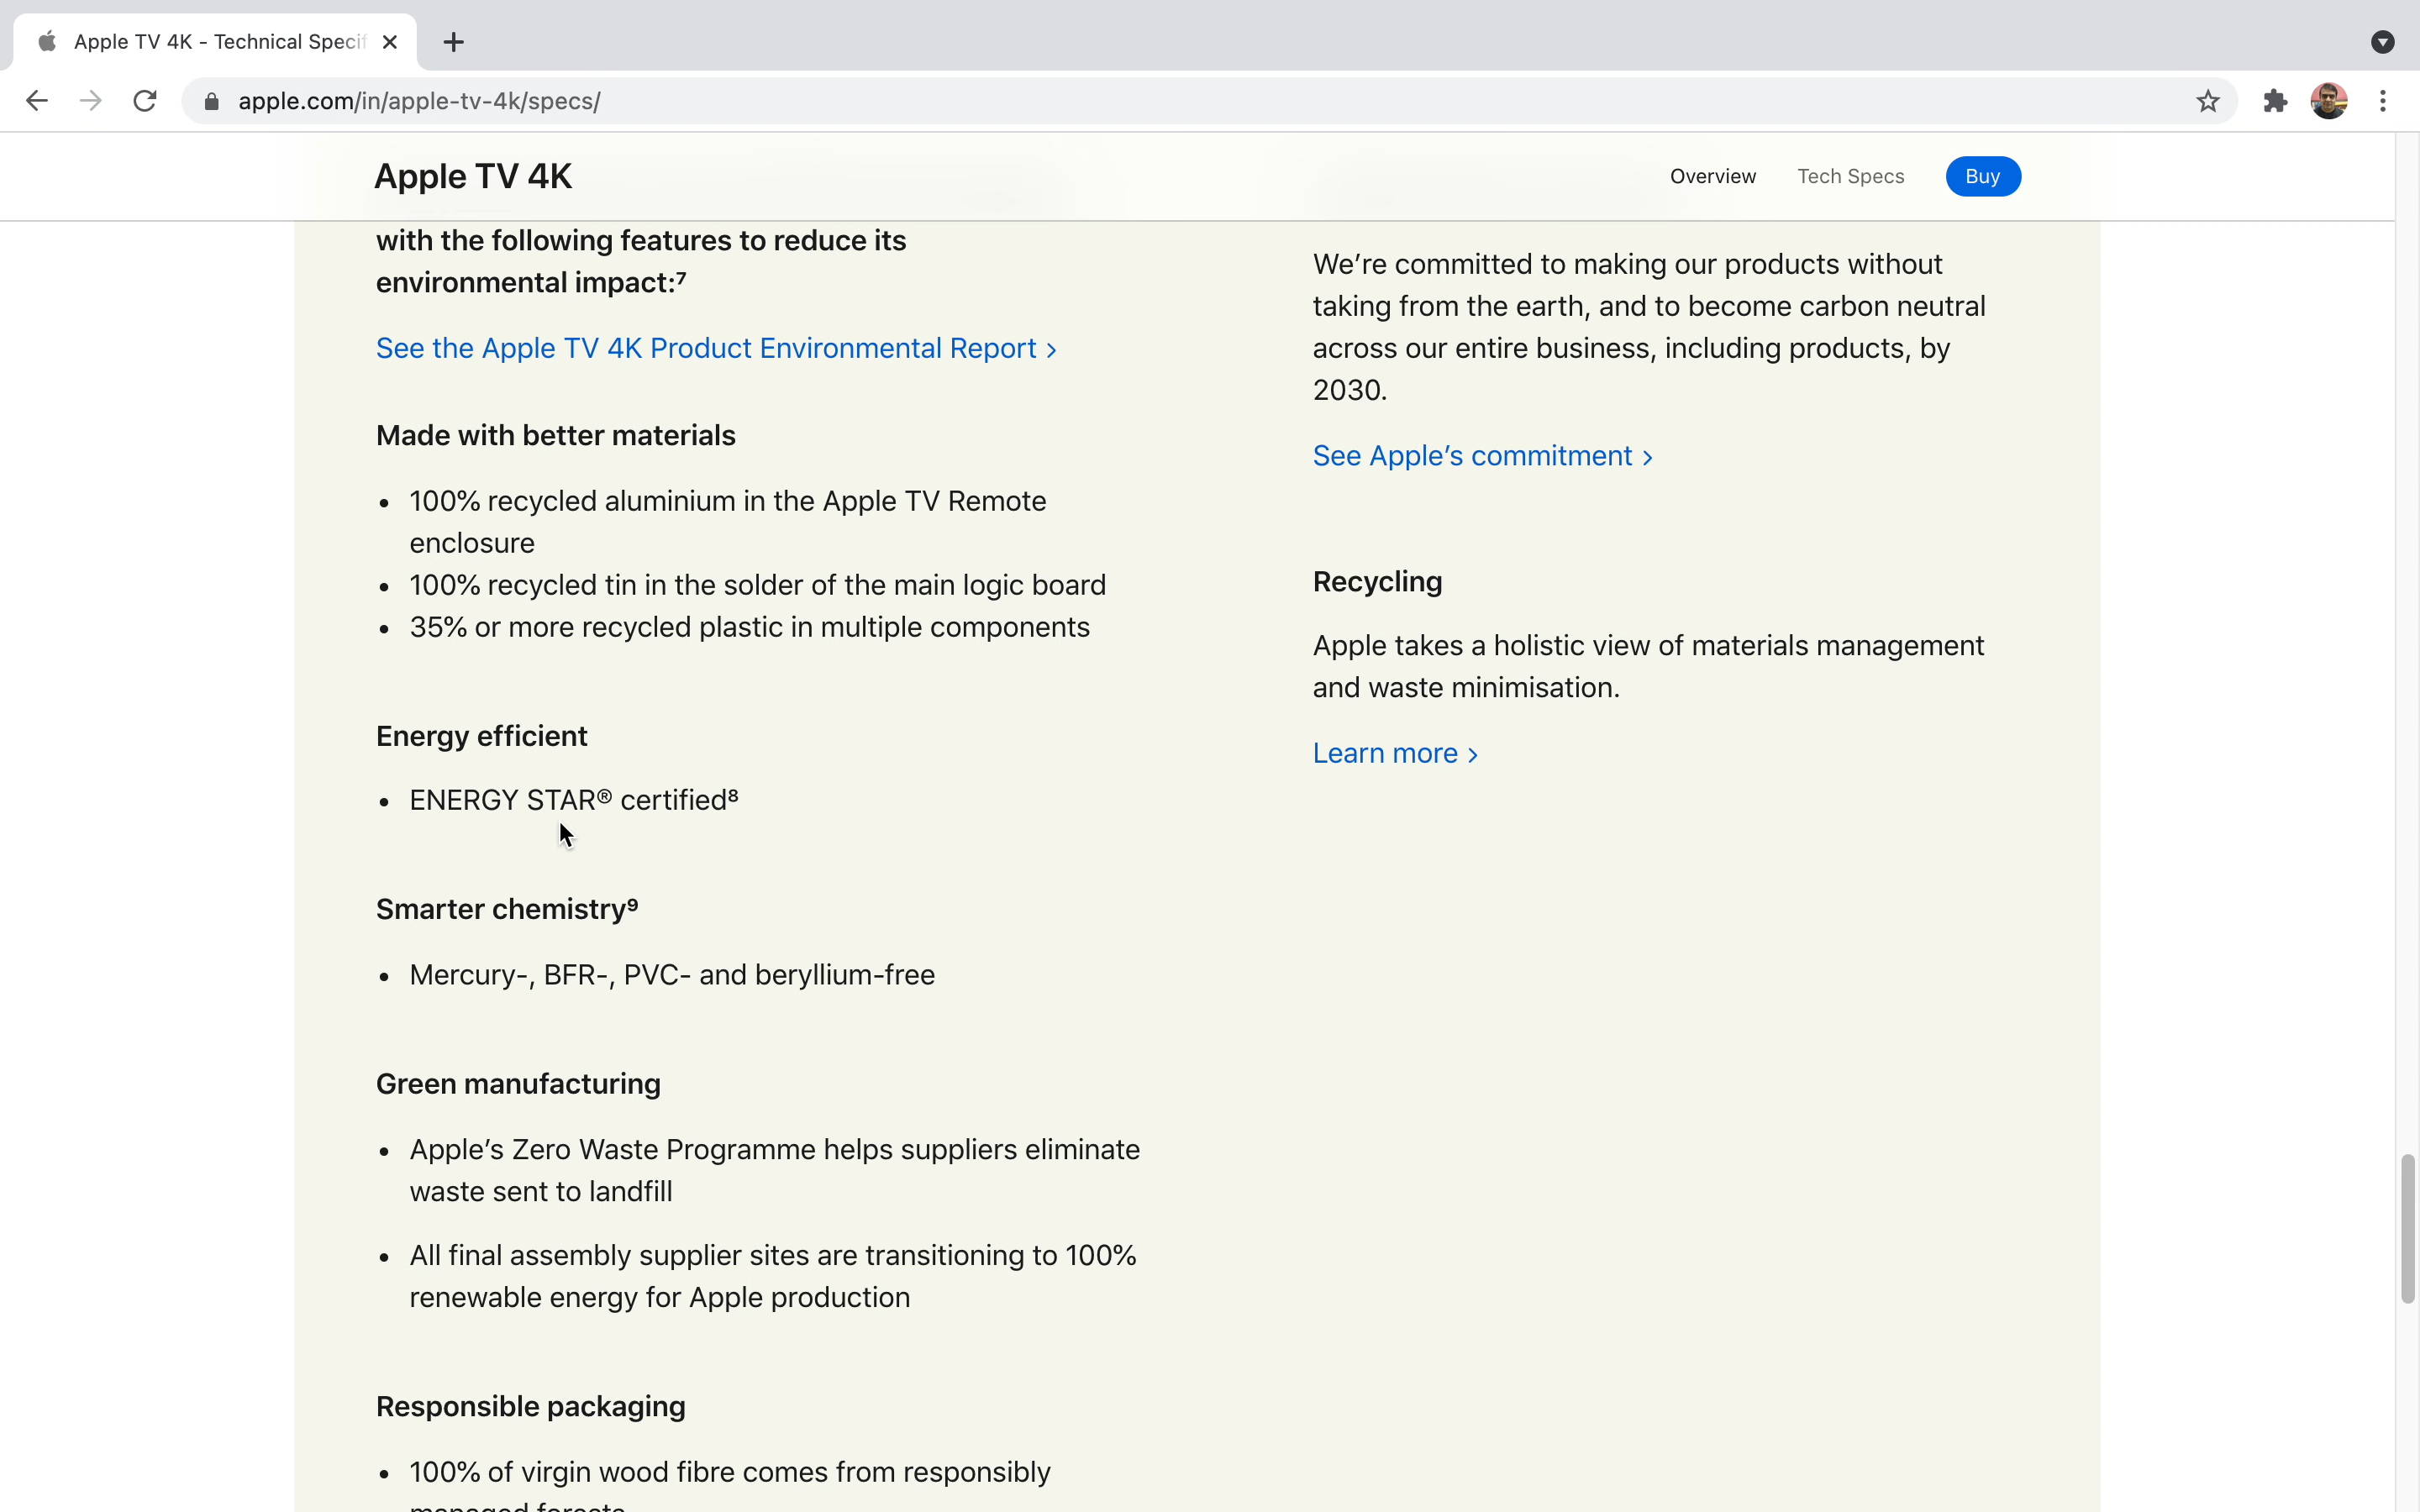 Apple TV 4K - Technical Specif
apple.com/in/apple-tv-4k/specs/
Apple TV 4K
Overview
Tech Specs
Buy
with the following features to reduce its
environmental impact:⁷
See the Apple TV 4K Product Environmental Report >
Made with better materials
• 100% recycled aluminium in the Apple TV Remote
enclosure
• 100% recycled tin in the solder of the main logic board
• 35% or more recycled plastic in multiple components
Energy efficient
• ENERGY STAR® certified⁸
Smarter chemistry⁹
• Mercury-, BFR-, PVC- and beryllium-free
Green manufacturing
• Apple’s Zero Waste Programme helps suppliers eliminate
waste sent to landfill
• All final assembly supplier sites are transitioning to 100%
renewable energy for Apple production
Responsible packaging
• 100% of virgin wood fibre comes from responsibly
managed forests
We’re committed to making our products without
taking from the earth, and to become carbon neutral
across our entire business, including products, by
2030.
See Apple’s commitment >
Recycling
Apple takes a holistic view of materials management
and waste minimisation.
Learn more >